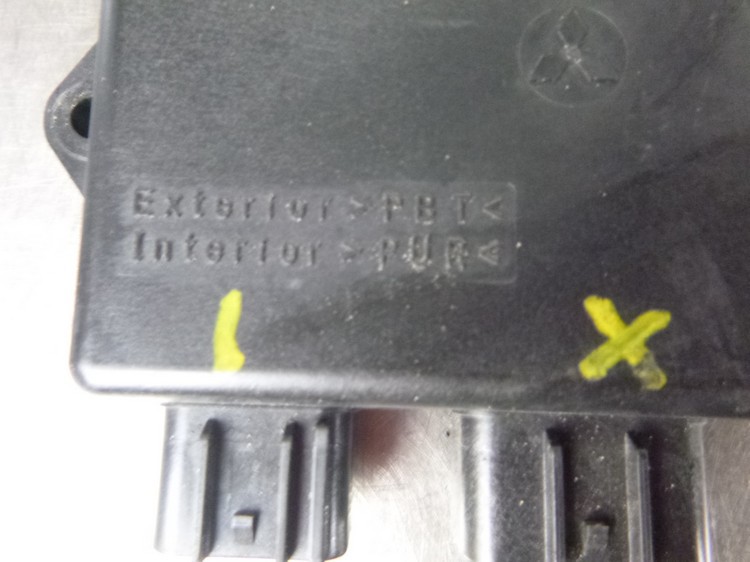 Exterior >PBT<
Interior >PUR<